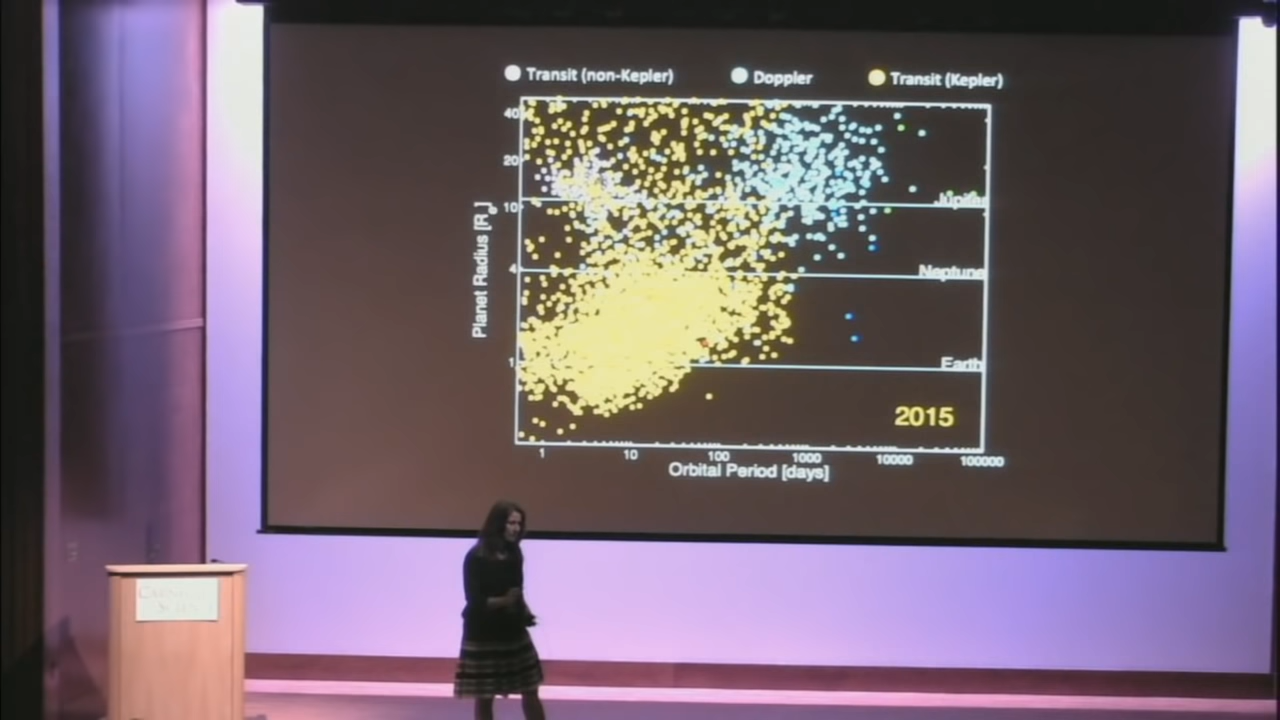 Transit (non-Kepler) Doppler Transit (Kepler)
40
20
10
4
1
Planet Radius [Re]
Jupiter
Neptune
Earth
2015
1 10 100 1000 10000 100000
Orbital Period [days]